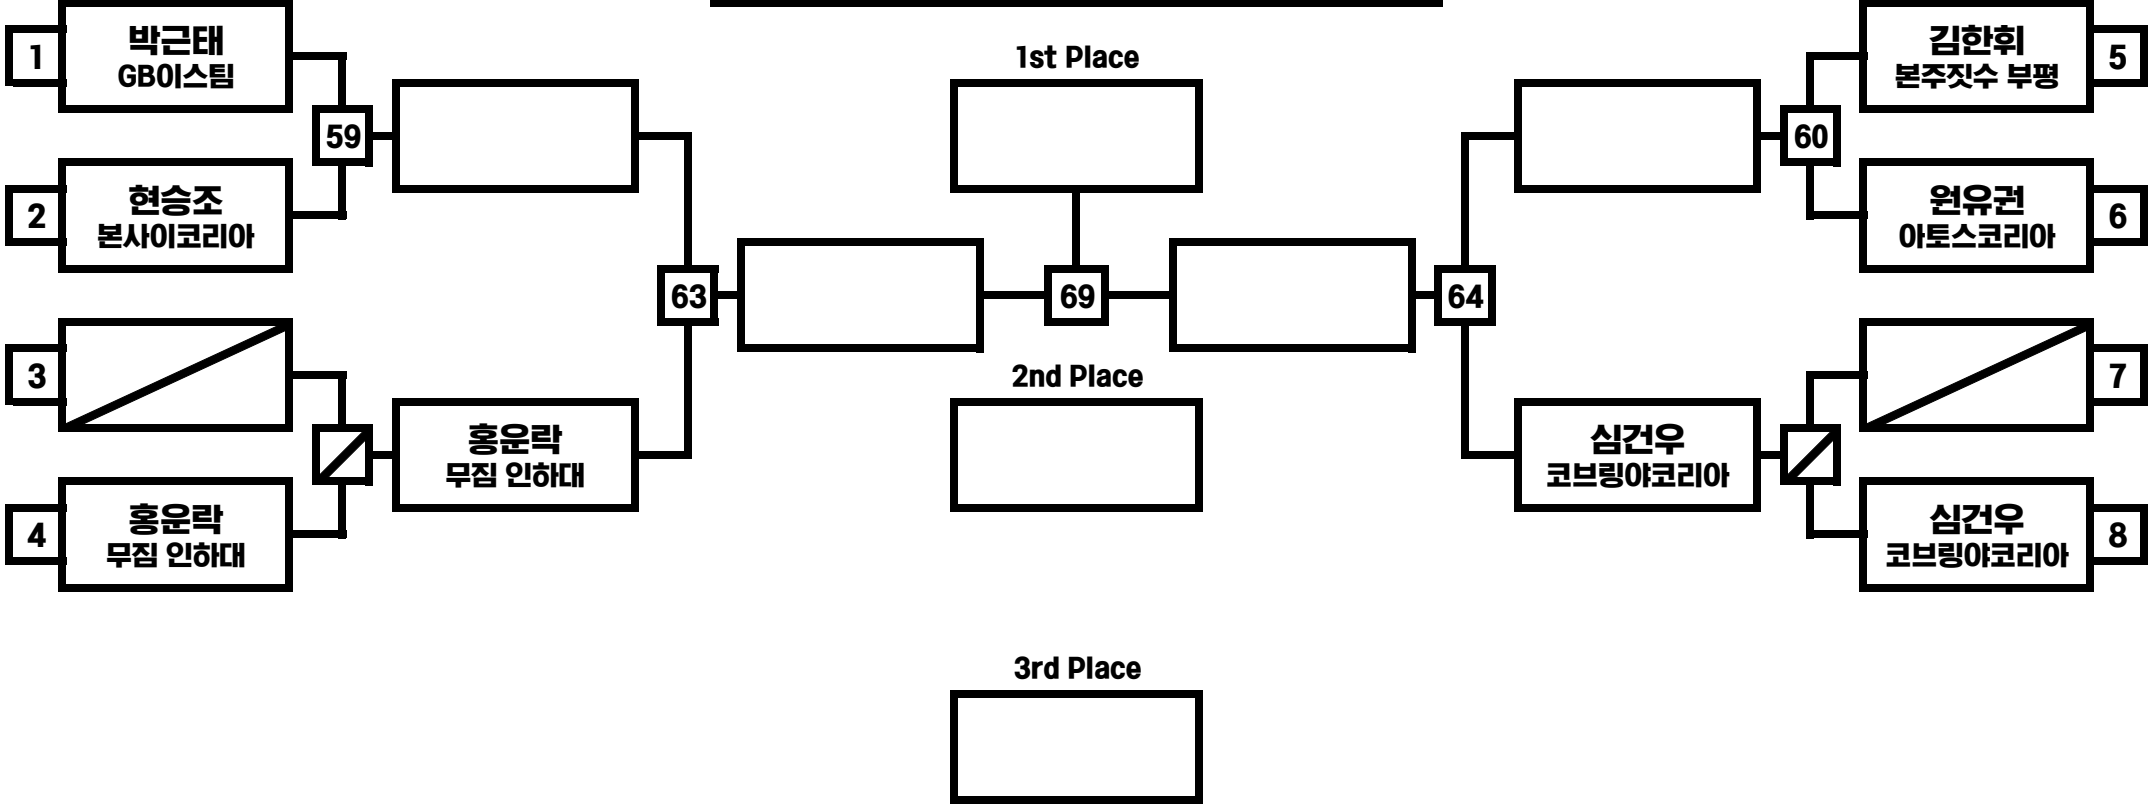 1
박근태
GB이스팀
59
2
현승조
본사이코리아
3
4
홍운락
무짐 인하대
홍운락
무짐 인하대
63
1st Place
69
2nd Place
3rd Place
64
60
심건우
코브링야코리아
김한휘
본주짓수 부평
5
원유권
아토스코리아
6
7
심건우
코브링야코리아
8